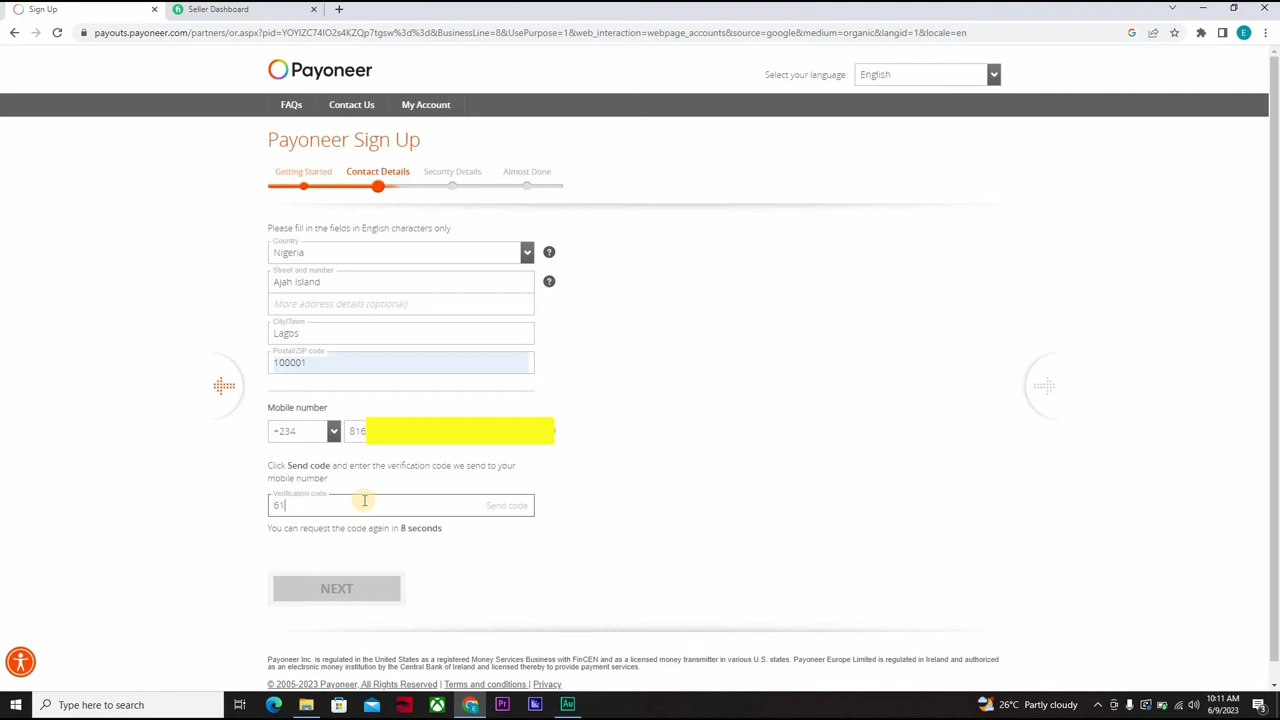 Sign Up
Seller Dashboard
payouts.payoneer.com/partners/or.aspx?pid=YOYIZC74IO2s4KZQp7tgsw%3d%3d&BusinessLine=8&UsePurpose=1&web_interaction=webpage_accounts&source=google&medium=organic&langid=1&locale=en
E
Payoneer
Select your language:
English
FAQs
Contact Us
My Account
Payoneer Sign Up
Getting Started
Contact Details
Security Details
Almost Done
Please fill in the fields in English characters only
Country
Nigeria
?
Street and number
Ajah Island
?
More address details (optional)
City/Town
Lagos
Postal/ZIP code
100001
Mobile number
+234
816
Click Send code and enter the verification code we send to your
mobile number
Verification code
61
Send code
You can request the code again in 8 seconds
NEXT
Payoneer Inc. is regulated in the United States as a registered Money Services Business with FinCEN and as a licensed money transmitter in various U.S. states. Payoneer Europe Limited is regulated in Ireland and authorized
as an electronic money institution by the Central Bank of Ireland and licensed thereby to provide payment services.
© 2005-2023 Payoneer, All Rights Reserved | Terms and conditions | Privacy
Type here to search
Pr
Au
26°C Partly cloudy
10:11 AM
6/9/2023